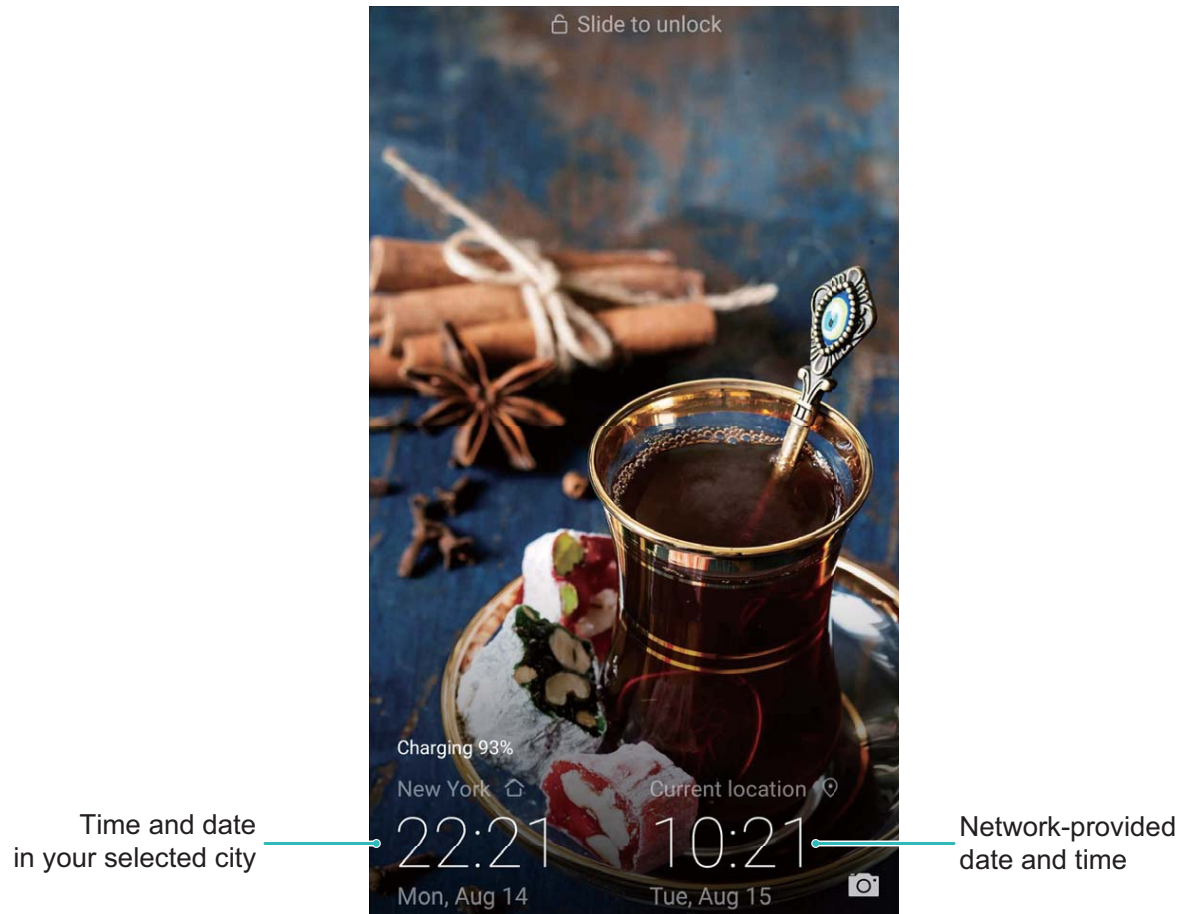 Slide to unlock
Charging 93%
New York
Current location
22:21
10:21
Mon, Aug 14
Tue, Aug 15
Time and date
in your selected city
Network-provided
date and time